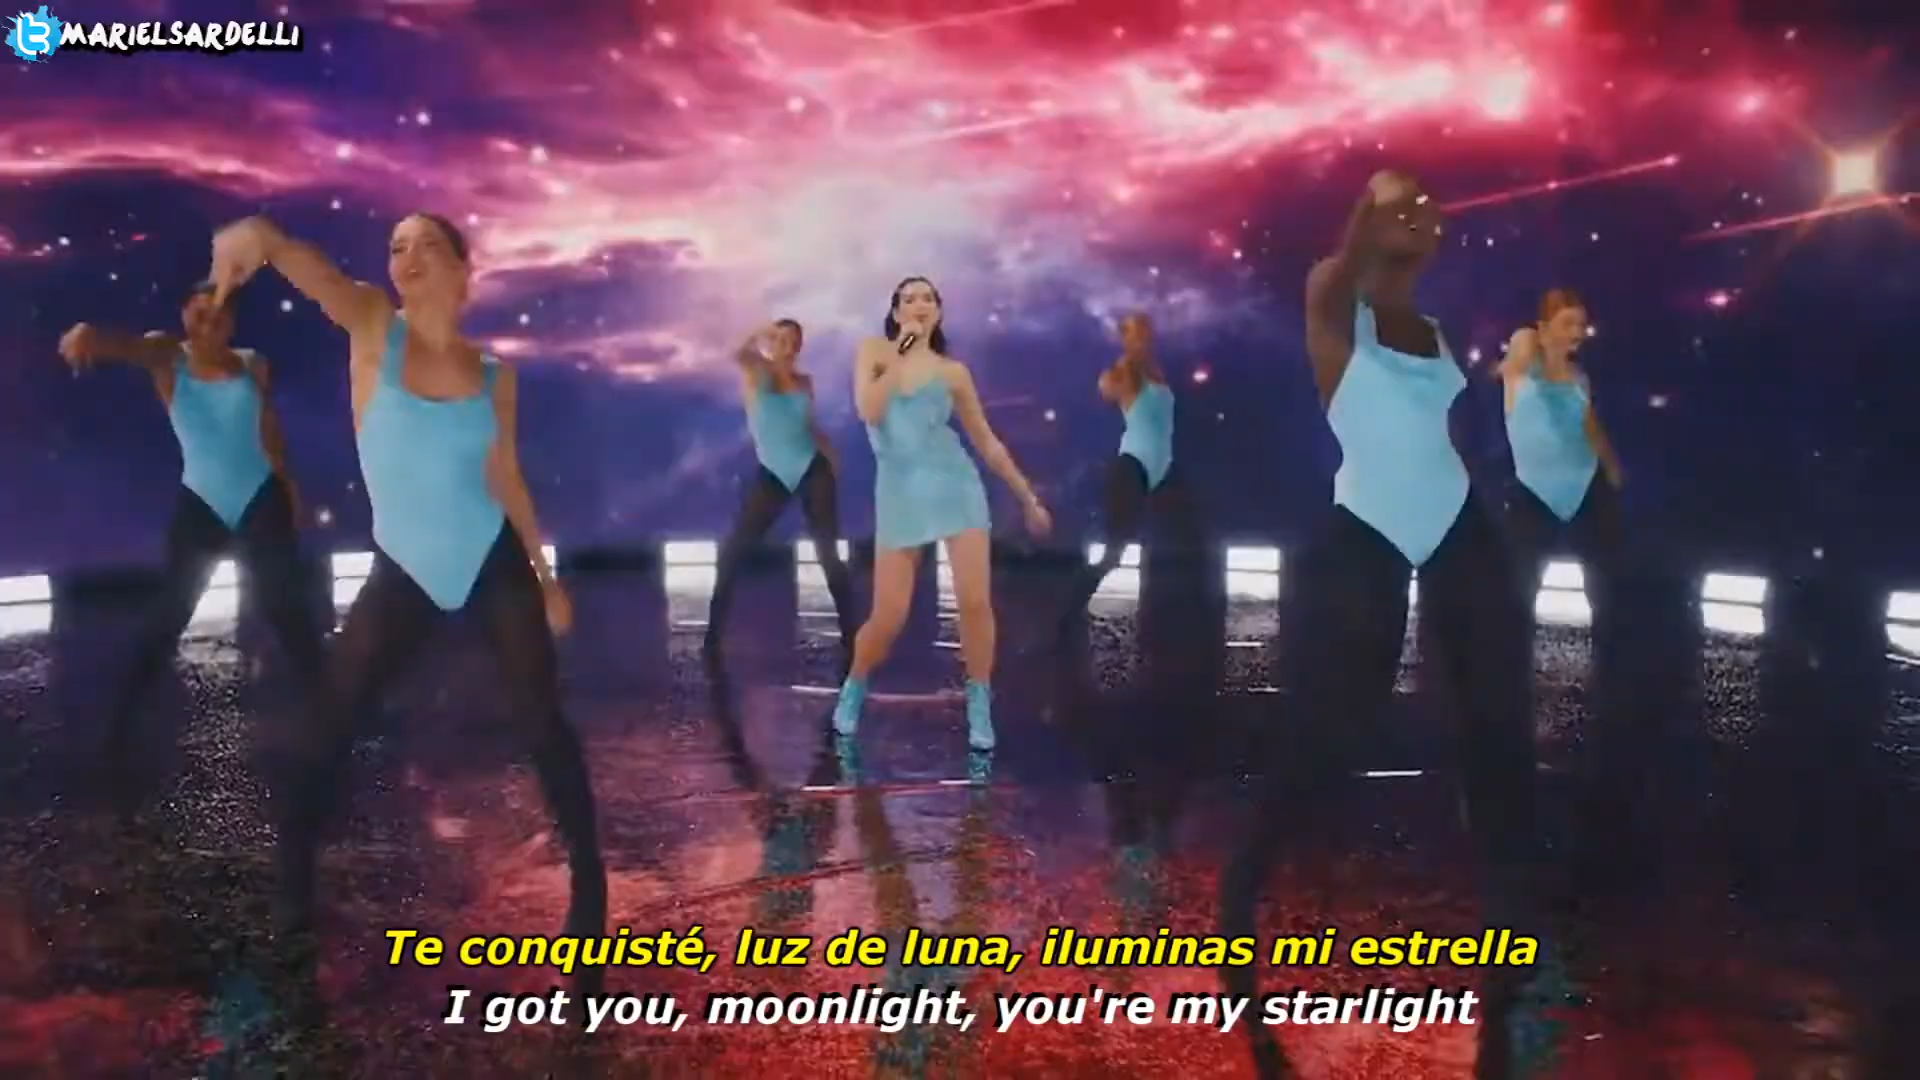 MARIELSARDELLI
Te conquisté, luz de luna, iluminas mi estrella
I got you, moonlight, you're my starlight